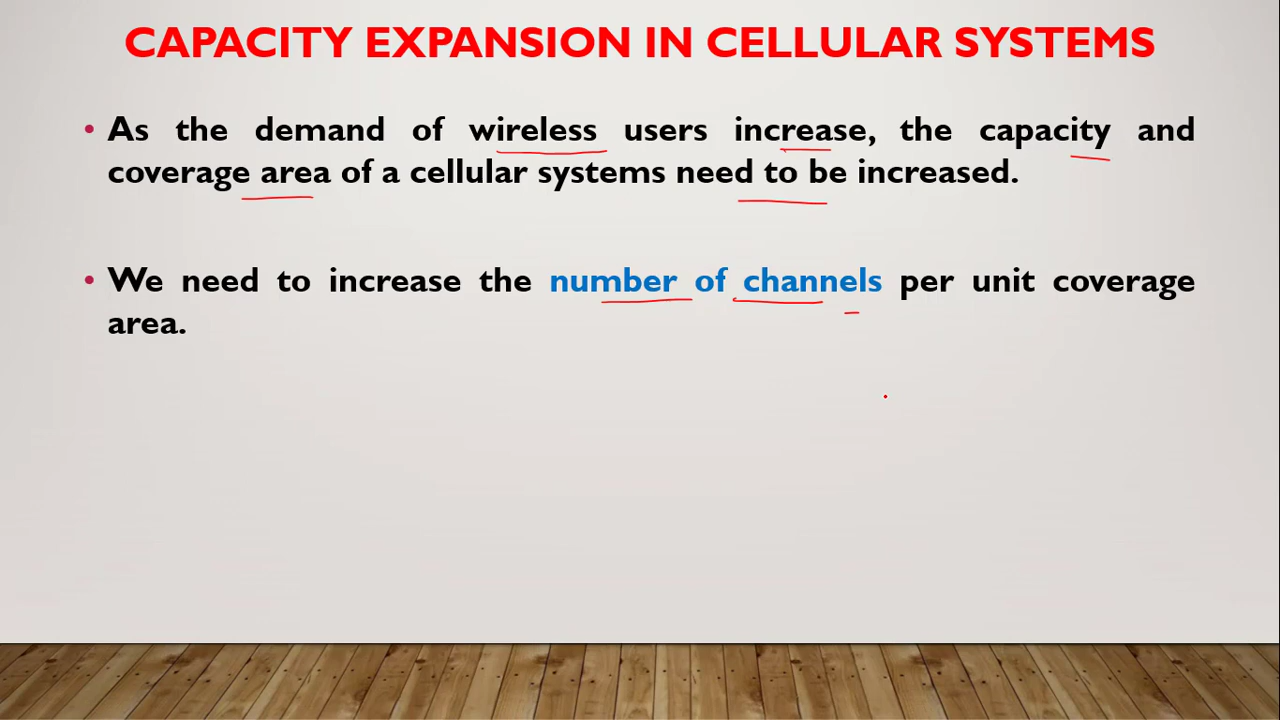 CAPACITY EXPANSION IN CELLULAR SYSTEMS
• As the demand of wireless users increase, the capacity and
coverage area of a cellular systems need to be increased.
• We need to increase the number of channels per unit coverage
area.